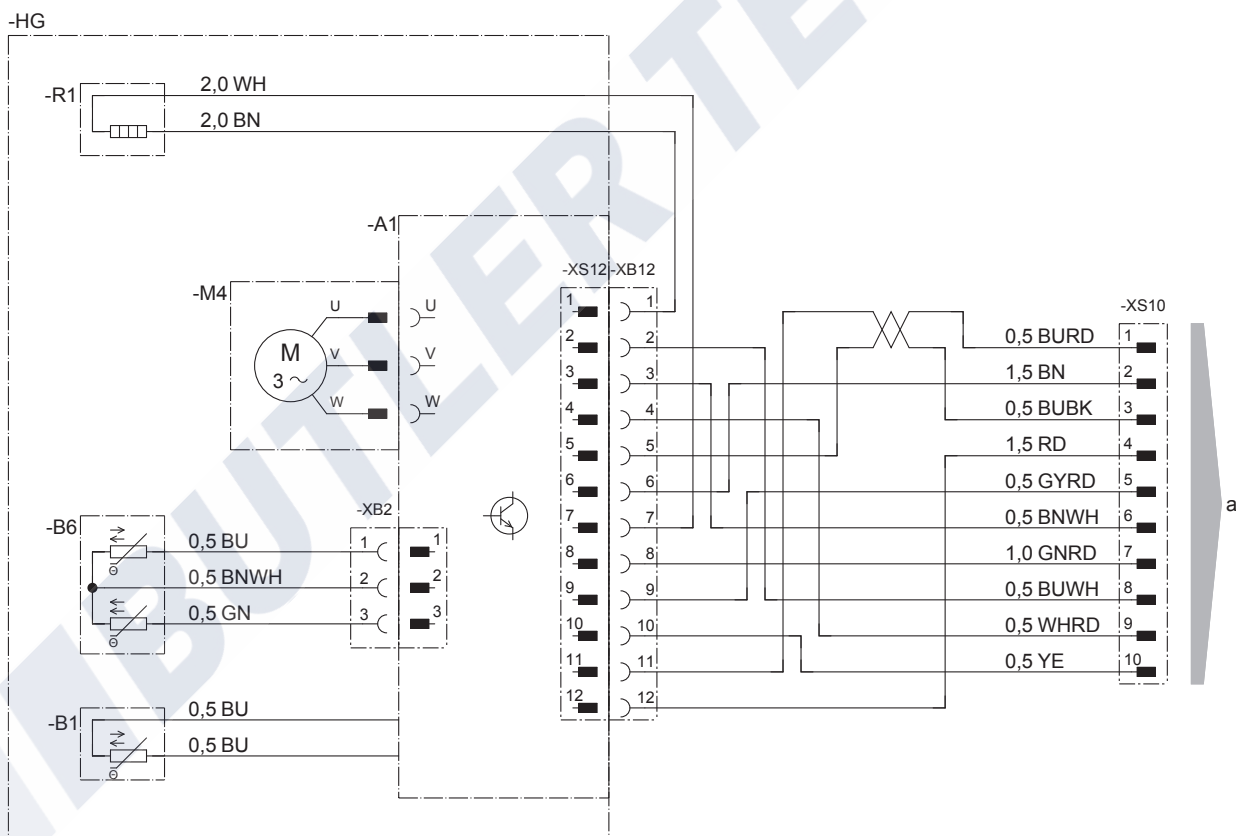 -HG
-R1
2,0 WH
2,0 BN
-A1
-M4
M
3 ~
U
V
W
U
V
W
-XS12
-XB12
1
2
3
4
5
6
7
8
9
10
11
12
1
2
3
4
5
6
7
8
9
10
11
12
-XS10
0,5 BURD
1
1,5 BN
2
0,5 BUBK
3
1,5 RD
4
0,5 GYRD
5
0,5 BNWH
6
1,0 GNRD
7
0,5 BUWH
8
0,5 WHRD
9
0,5 YE
10
a
-B6
Θ
Θ
0,5 BU
0,5 BNWH
0,5 GN
-XB2
1
2
3
1
2
3
-B1
Θ
0,5 BU
0,5 BU
BUTLER TE